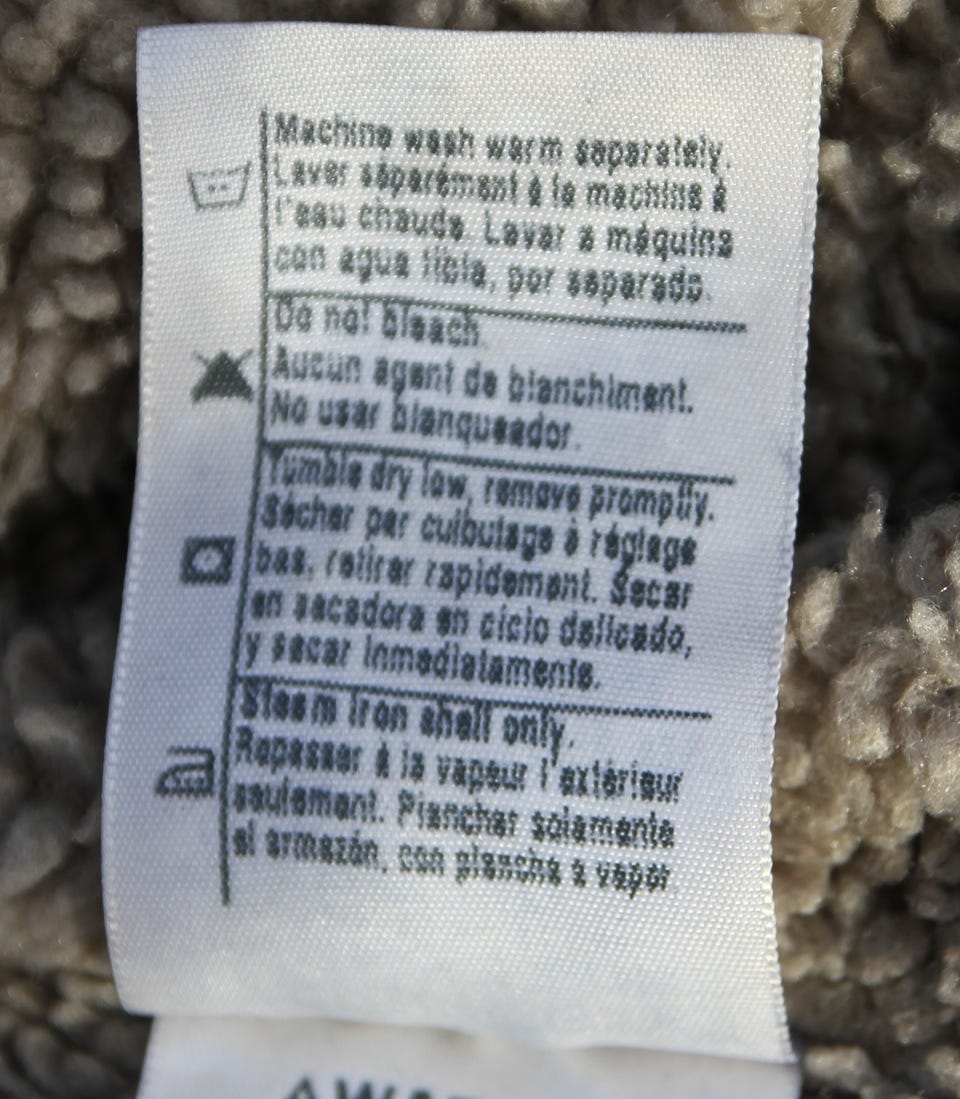 Machine wash warm separately.
Laver séparément à la machine à
l'eau chaude. Lavar a máquina
con agua tibia, por separado.
Do not bleach.
Aucun agent de blanchiment.
No usar blanqueador.
Tumble dry low, remove promptly.
Sécher par culbutage à réglage
bas, retirer rapidement. Secar
en secadora en ciclo delicado,
y secar inmediatamente.
Steam iron shell only.
Repasser à la vapeur l'extérieur
seulement. Planchar solamente
el armazón, con plancha a vapor